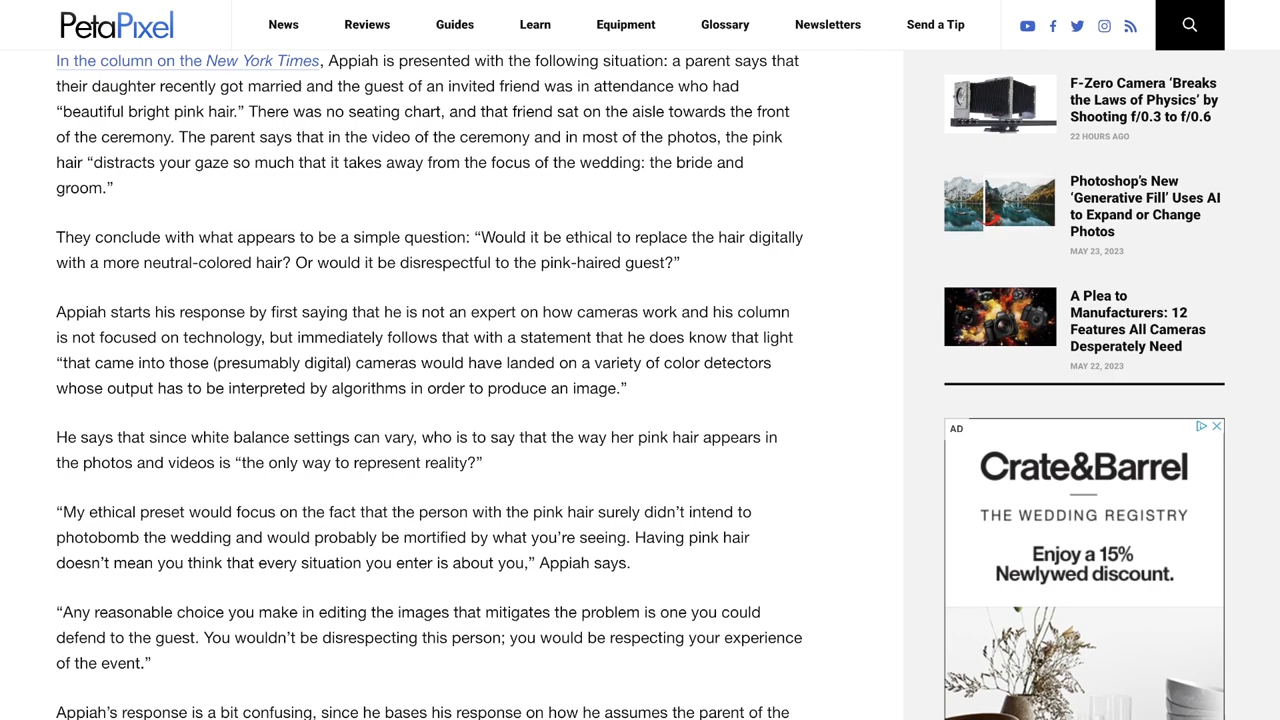 PetaPixel
News Reviews Guides Learn Equipment Glossary Newsletters Send a Tip
In the column on the New York Times, Appiah is presented with the following situation: a parent says that
their daughter recently got married and the guest of an invited friend was in attendance who had
“beautiful bright pink hair.” There was no seating chart, and that friend sat on the aisle towards the front
of the ceremony. The parent says that in the video of the ceremony and in most of the photos, the pink
hair “distracts your gaze so much that it takes away from the focus of the wedding: the bride and
groom.”
They conclude with what appears to be a simple question: “Would it be ethical to replace the hair digitally
with a more neutral-colored hair? Or would it be disrespectful to the pink-haired guest?”
Appiah starts his response by first saying that he is not an expert on how cameras work and his column
is not focused on technology, but immediately follows that with a statement that he does know that light
“that came into those (presumably digital) cameras would have landed on a variety of color detectors
whose output has to be interpreted by algorithms in order to produce an image.”
He says that since white balance settings can vary, who is to say that the way her pink hair appears in
the photos and videos is “the only way to represent reality?”
“My ethical preset would focus on the fact that the person with the pink hair surely didn’t intend to
photobomb the wedding and would probably be mortified by what you’re seeing. Having pink hair
doesn’t mean you think that every situation you enter is about you,” Appiah says.
“Any reasonable choice you make in editing the images that mitigates the problem is one you could
defend to the guest. You wouldn’t be disrespecting this person; you would be respecting your experience
of the event.”
Appiah’s response is a bit confusing, since he bases his response on how he assumes the parent of the
F-Zero Camera ‘Breaks
the Laws of Physics’ by
Shooting f/0.3 to f/0.6
22 HOURS AGO
Photoshop’s New
‘Generative Fill’ Uses AI
to Expand or Change
Photos
MAY 23, 2023
A Plea to
Manufacturers: 12
Features All Cameras
Desperately Need
MAY 22, 2023
AD
Crate&Barrel
THE WEDDING REGISTRY
Enjoy a 15%
Newlywed discount.